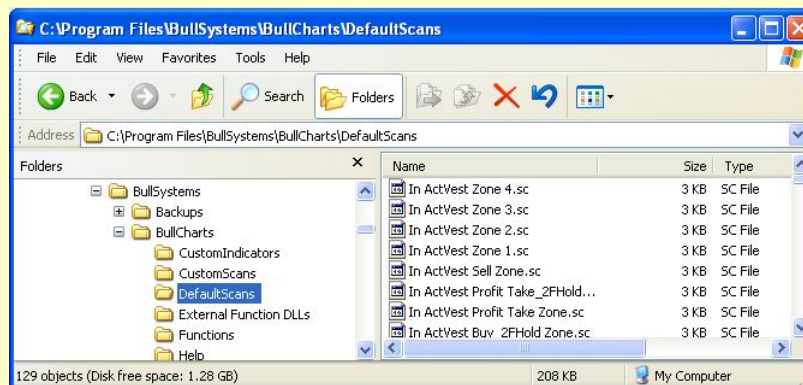 C:\Program Files\BullSystems\BullCharts\DefaultScans
File Edit View Favorites Tools Help
Back Search Folders
Address C:\Program Files\BullSystems\BullCharts\DefaultScans
Folders
BullSystems
Backups
BullCharts
CustomIndicators
CustomScans
DefaultScans
External Function DLLs
Functions
Help
Name Size Type
In ActVest Zone 4.sc 3 KB SC File
In ActVest Zone 3.sc 3 KB SC File
In ActVest Zone 2.sc 3 KB SC File
In ActVest Zone 1.sc 3 KB SC File
In ActVest Sell Zone.sc 3 KB SC File
In ActVest Profit Take_2FHold... 3 KB SC File
In ActVest Profit Take Zone.sc 3 KB SC File
In ActVest Buy_2FHold Zone.sc 3 KB SC File
129 objects (Disk free space: 1.28 GB) 208 KB My Computer